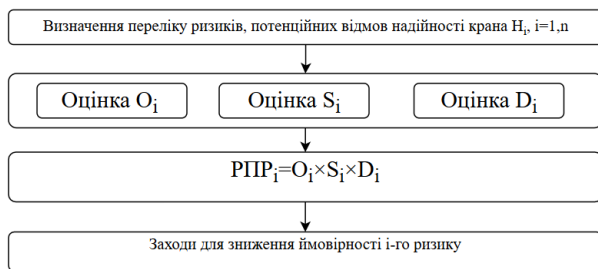 Визначення переліку ризиків, потенційних відмов надійності крана Hi, i=1,n
Оцінка Oi
Оцінка Si
Оцінка Di
РПРi=Oi×Si×Di
Заходи для зниження ймовірності і-го ризику